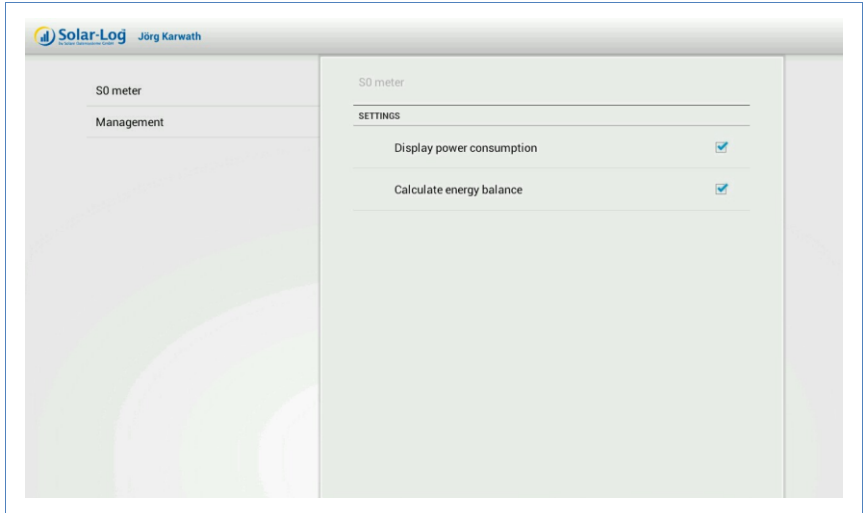 Solar-Log Jörg Karwath
S0 meter
Management
S0 meter
SETTINGS
Display power consumption
Calculate energy balance